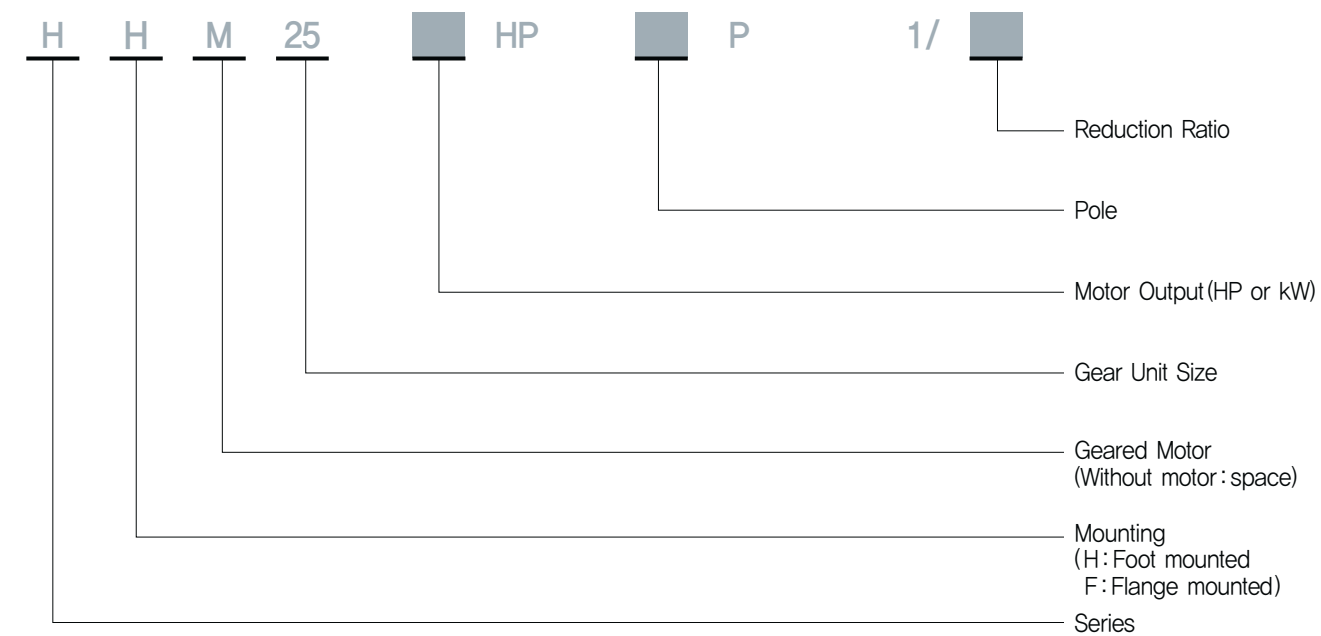 H H M 25 HP P 1/
Reduction Ratio
Pole
Motor Output(HP or kW)
Gear Unit Size
Geared Motor
(Without motor:space)
Mounting
(H:Foot mounted
F:Flange mounted)
Series